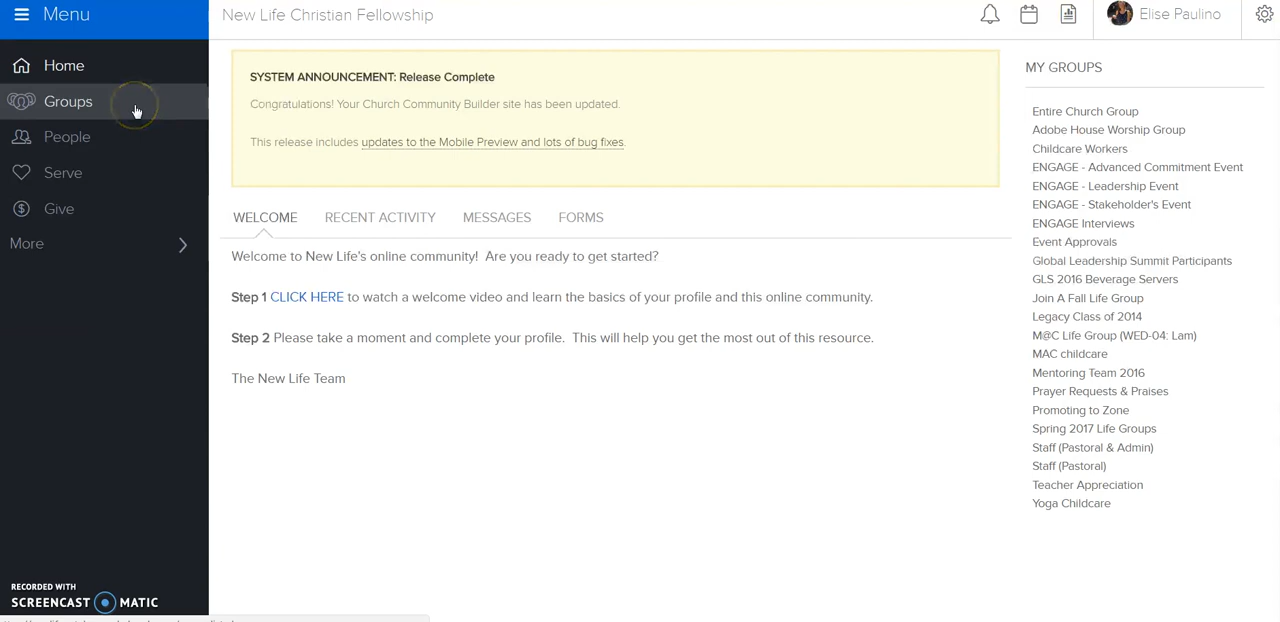 Menu
New Life Christian Fellowship
Elise Paulino
Home
Groups
People
Serve
Give
More
SYSTEM ANNOUNCEMENT: Release Complete
Congratulations! Your Church Community Builder site has been updated.
This release includes updates to the Mobile Preview and lots of bug fixes.
WELCOME RECENT ACTIVITY MESSAGES FORMS
Welcome to New Life's online community!  Are you ready to get started?
Step 1 CLICK HERE to watch a welcome video and learn the basics of your profile and this online community.
Step 2 Please take a moment and complete your profile.  This will help you get the most out of this resource.
The New Life Team
MY GROUPS
Entire Church Group
Adobe House Worship Group
Childcare Workers
ENGAGE - Advanced Commitment Event
ENGAGE - Leadership Event
ENGAGE - Stakeholder's Event
ENGAGE Interviews
Event Approvals
Global Leadership Summit Participants
GLS 2016 Beverage Servers
Join A Fall Life Group
Legacy Class of 2014
M@C Life Group (WED-04: Lam)
MAC childcare
Mentoring Team 2016
Prayer Requests & Praises
Promoting to Zone
Spring 2017 Life Groups
Staff (Pastoral & Admin)
Staff (Pastoral)
Teacher Appreciation
Yoga Childcare
RECORDED WITH
SCREENCAST MATIC